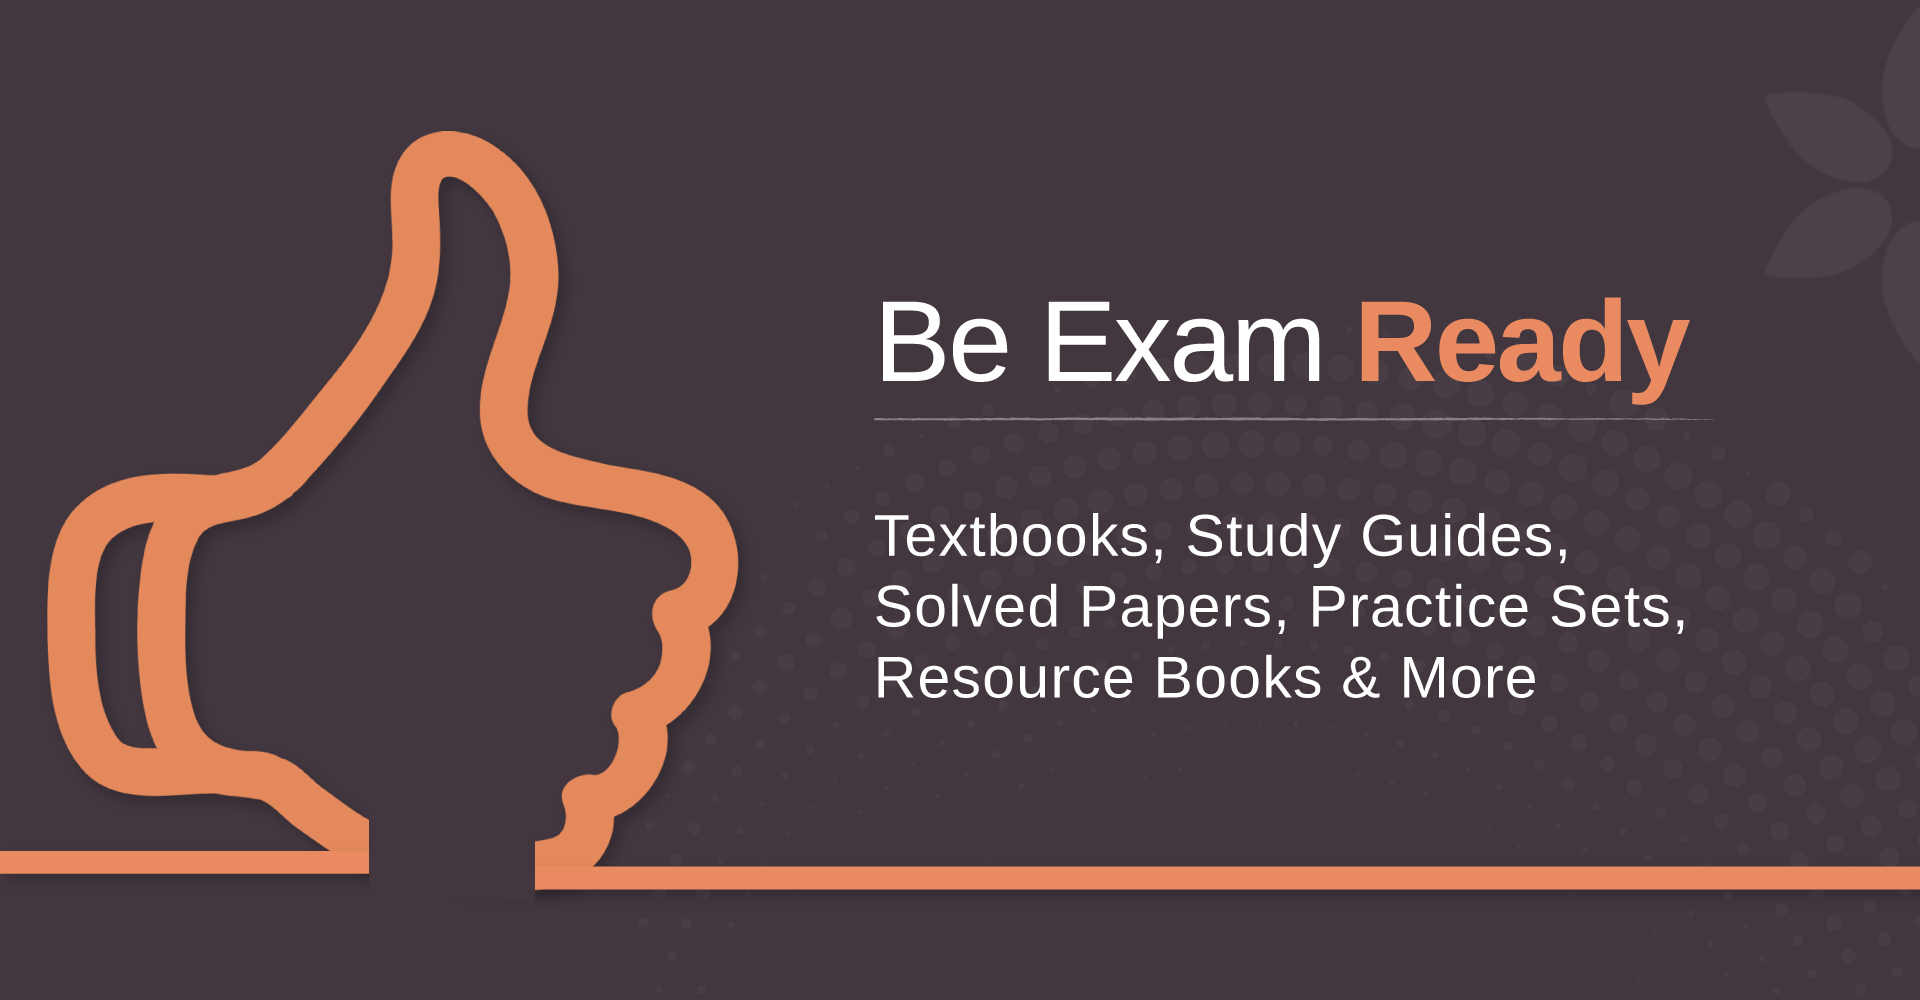 Be Exam Ready
Textbooks, Study Guides,
Solved Papers, Practice Sets,
Resource Books & More